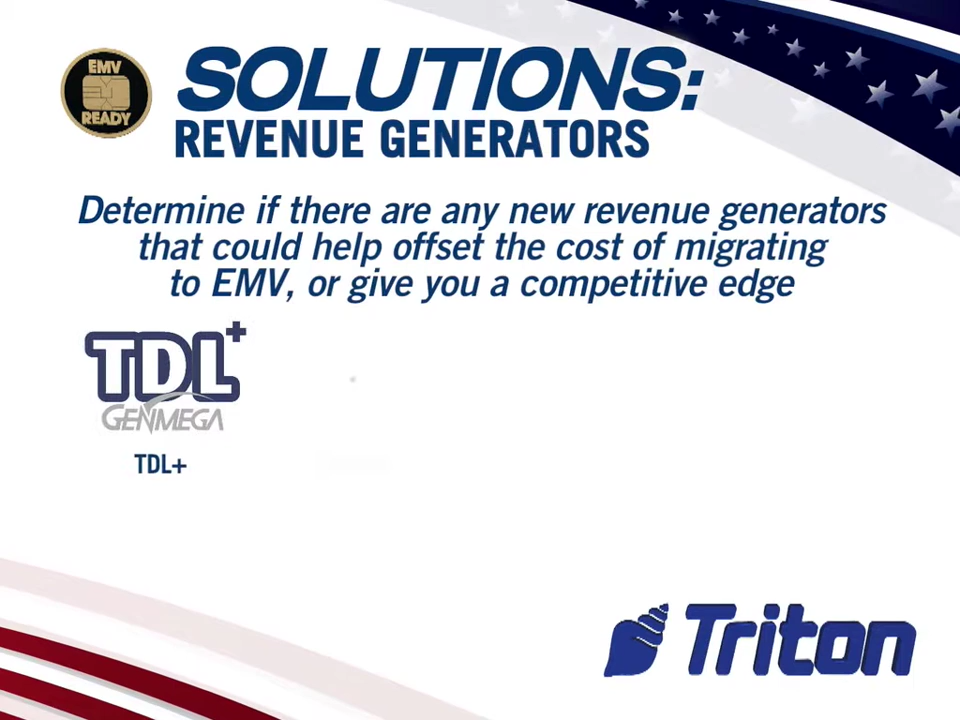 EMV
READY
SOLUTIONS:
REVENUE GENERATORS
Determine if there are any new revenue generators
that could help offset the cost of migrating
to EMV, or give you a competitive edge
TDL+
GENMEGA
TDL+
Triton